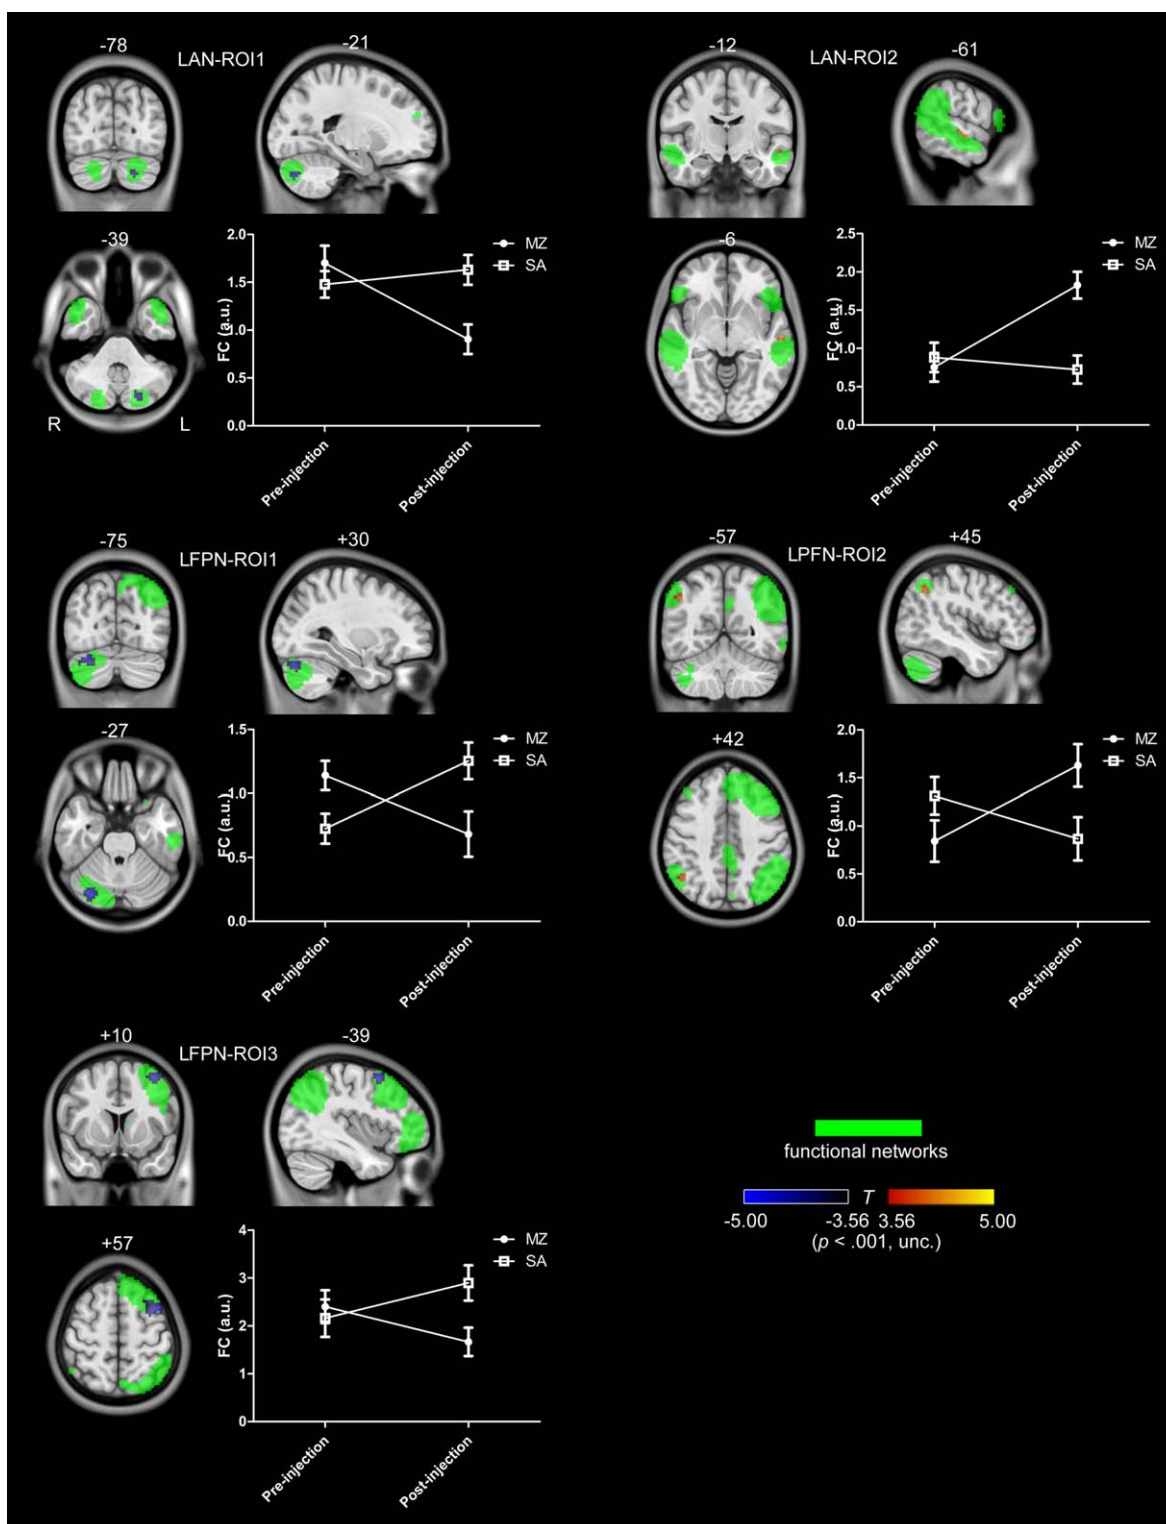 -78
LAN-ROI1
-21
-39
R
L
2.0
1.5
1.0
0.5
0.0
FC (a.u.)
MZ
SA
Pre-injection
Post-injection
-12
LAN-ROI2
-61
-6
2.5
2.0
1.5
1.0
0.5
0.0
FC (a.u.)
MZ
SA
Pre-injection
Post-injection
-75
LFPN-ROI1
+30
-27
1.5
1.0
0.5
0.0
FC (a.u.)
MZ
SA
Pre-injection
Post-injection
-57
LPFN-ROI2
+45
+42
2.0
1.5
1.0
0.5
0.0
FC (a.u.)
MZ
SA
Pre-injection
Post-injection
+10
LFPN-ROI3
-39
+57
4
3
2
1
0
FC (a.u.)
MZ
SA
Pre-injection
Post-injection
functional networks
T
-5.00 -3.56 3.56 5.00
(p < .001, unc.)